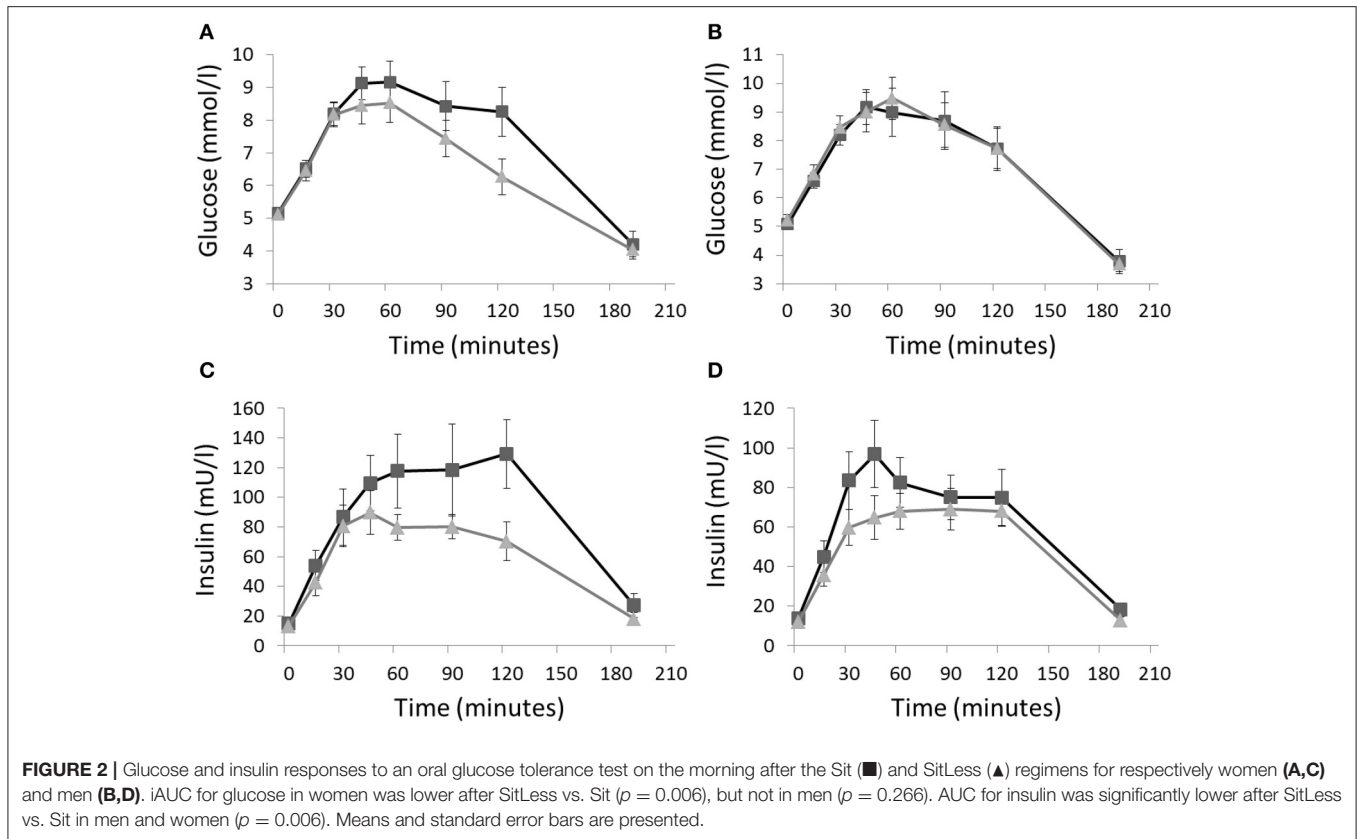 A
Glucose (mmol/l)
10
9
8
7
6
5
4
3
0 30 60 90 120 150 180 210
Time (minutes)
B
Glucose (mmol/l)
11
10
9
8
7
6
5
4
3
0 30 60 90 120 150 180 210
Time (minutes)
C
Insulin (mU/l)
160
140
120
100
80
60
40
20
0
0 30 60 90 120 150 180 210
Time (minutes)
D
Insulin (mU/l)
120
100
80
60
40
20
0
0 30 60 90 120 150 180 210
Time (minutes)
FIGURE 2 | Glucose and insulin responses to an oral glucose tolerance test on the morning after the Sit (■) and SitLess (▲) regimens for respectively women (A,C)
and men (B,D). iAUC for glucose in women was lower after SitLess vs. Sit (p = 0.006), but not in men (p = 0.266). AUC for insulin was significantly lower after SitLess
vs. Sit in men and women (p = 0.006). Means and standard error bars are presented.